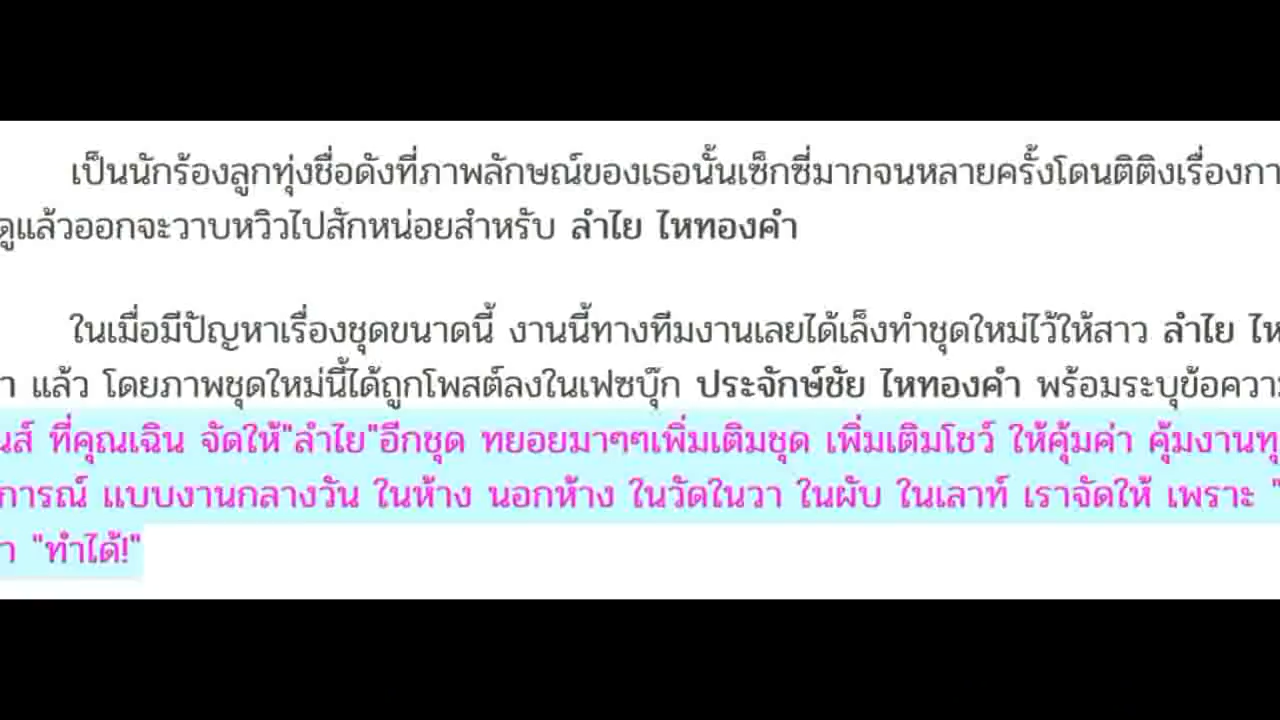 เป็นนักร้องลูกทุ่งชื่อดังที่ภาพลักษณ์ของเธอนั้นเซ็กซี่มากจนหลายครั้งโดนติติงเรื่องกา
ดูแล้วออกจะวาบหวิวไปสักหน่อยสำหรับ ลำไย ไหทองคำ
ในเมื่อมีปัญหาเรื่องชุดขนาดนี้ งานนี้ทางทีมงานเลยได้เล็งทำชุดใหม่ไว้ให้สาว ลำไย ไห
า แล้ว โดยภาพชุดใหม่นี้ได้ถูกโพสต์ลงในเฟซบุ๊ก ประจักษ์ชัย ไหทองคำ พร้อมระบุข้อควา
นส์ ที่คุณเฉิน จัดให้"ลำไย"อีกชุด ทยอยมาๆๆเพิ่มเติมชุด เพิ่มเติมโชว์ ให้คุ้มค่า คุ้มงานทุ
การณ์ แบบงานกลางวัน ในห้าง นอกห้าง ในวัดในวา ในผับ ในเลาท์ เราจัดให้ เพราะ "
า "ทำได้!"